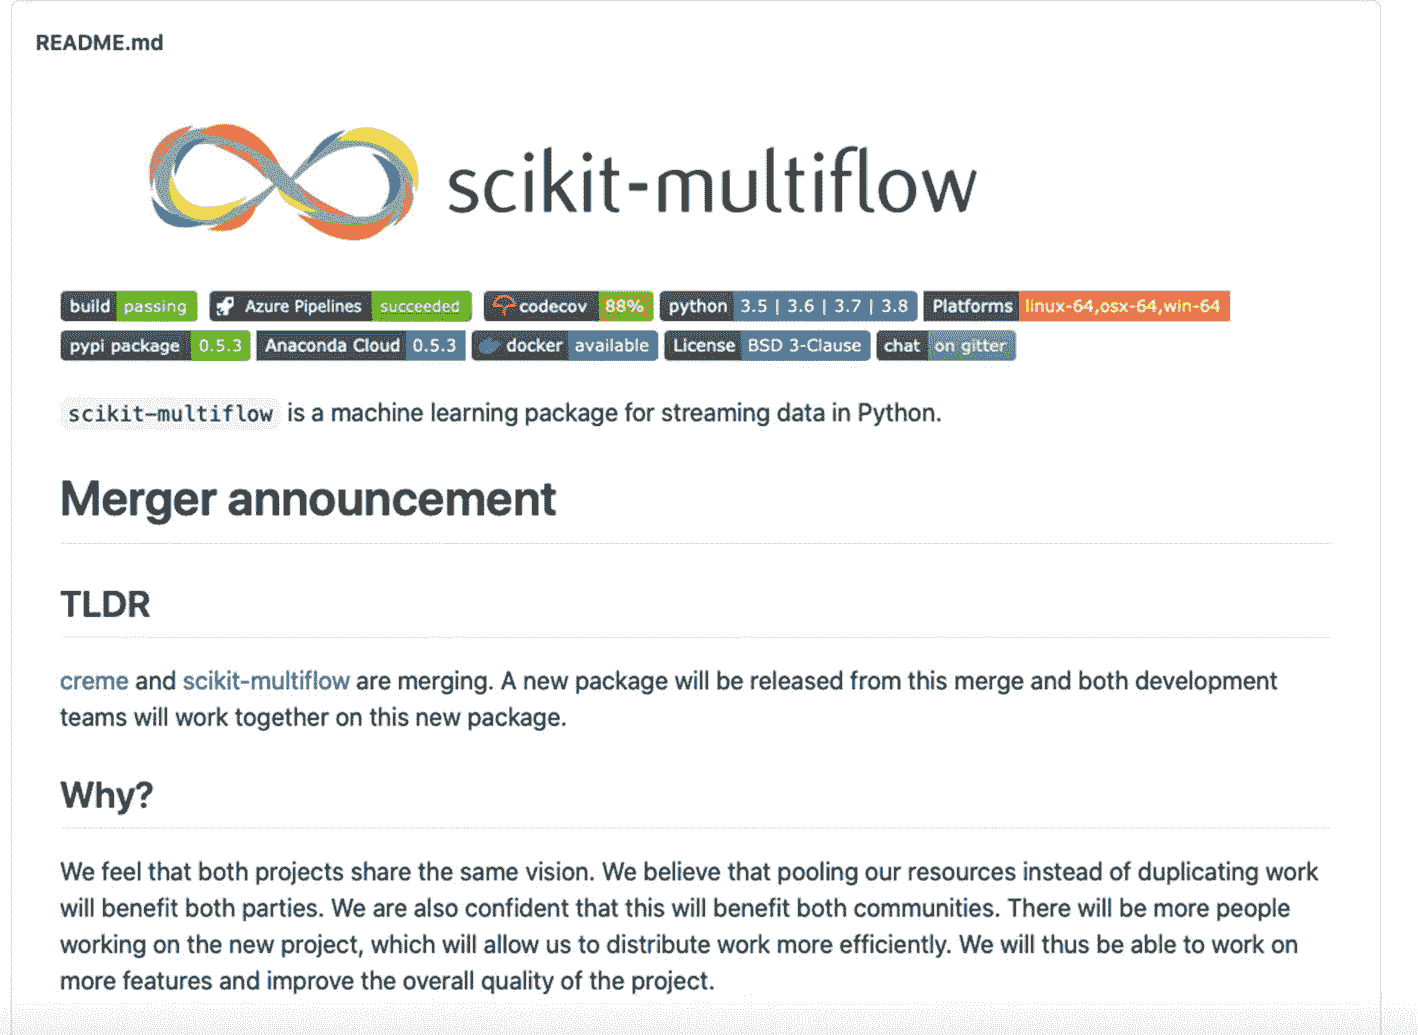 README.md
scikit-multiflow
build passing Azure Pipelines succeeded codecov 88% python 3.5 | 3.6 | 3.7 | 3.8 Platforms linux-64,osx-64,win-64
pypi package 0.5.3 Anaconda Cloud 0.5.3 docker available License BSD 3-Clause chat on gitter
scikit-multiflow is a machine learning package for streaming data in Python.
Merger announcement
TLDR
creme and scikit-multiflow are merging. A new package will be released from this merge and both development
teams will work together on this new package.
Why?
We feel that both projects share the same vision. We believe that pooling our resources instead of duplicating work
will benefit both parties. We are also confident that this will benefit both communities. There will be more people
working on the new project, which will allow us to distribute work more efficiently. We will thus be able to work on
more features and improve the overall quality of the project.